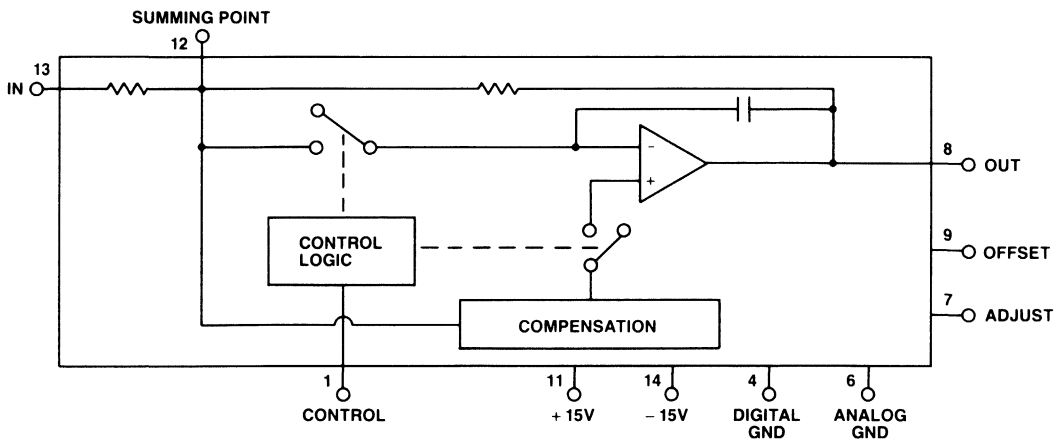 SUMMING POINT
12
13
IN
8
OUT
−
+
CONTROL
LOGIC
9
OFFSET
COMPENSATION
7
ADJUST
1
CONTROL
11
+ 15V
14
− 15V
4
DIGITAL
GND
6
ANALOG
GND